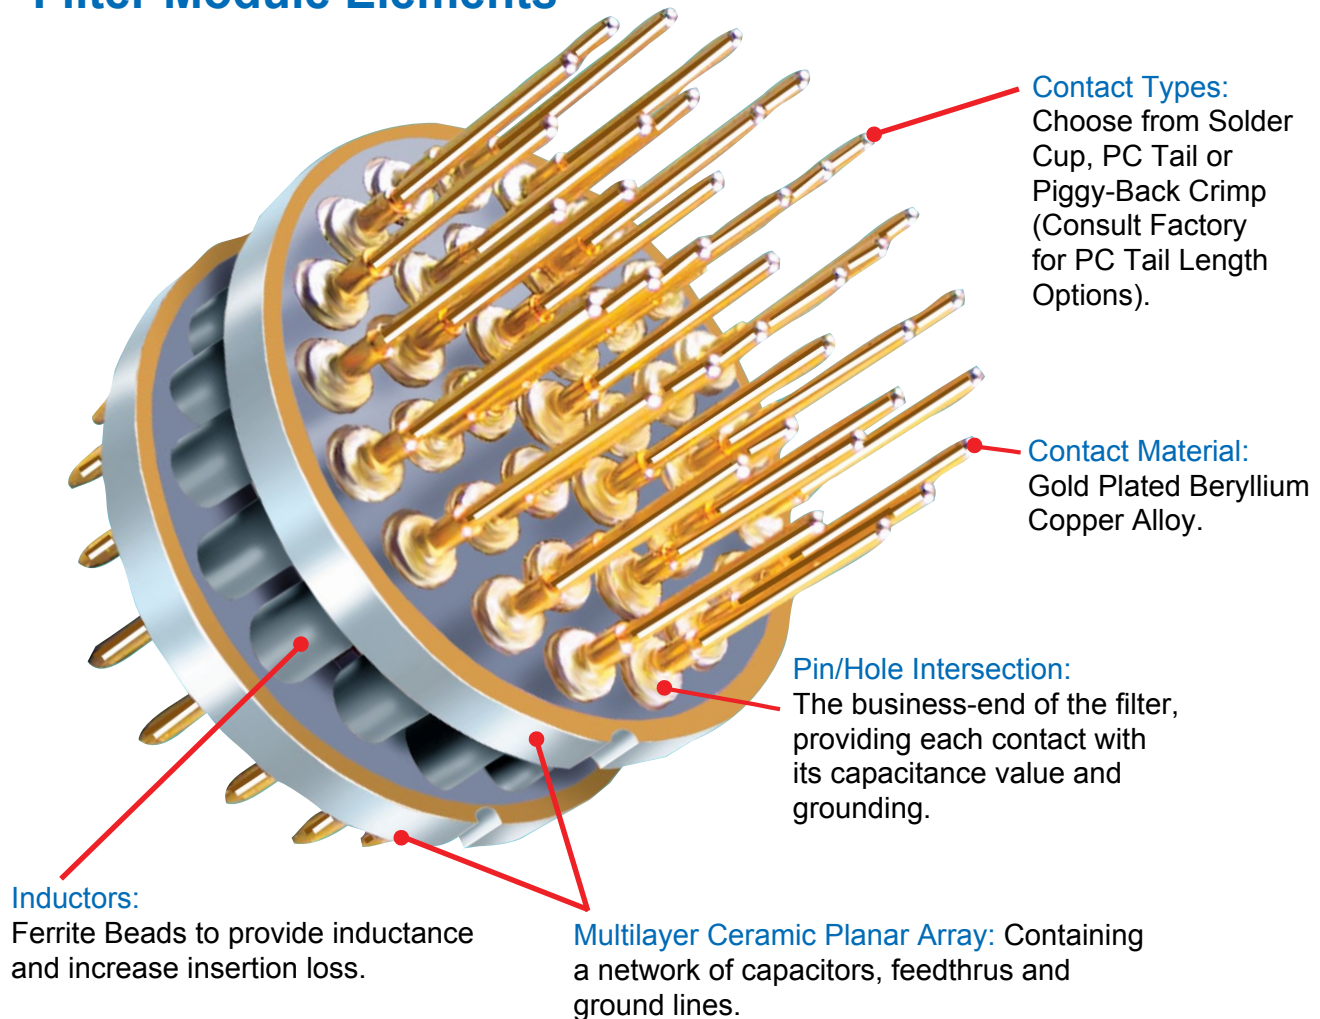 Filter Module Elements
Contact Types:
Choose from Solder
Cup, PC Tail or
Piggy-Back Crimp
(Consult Factory
for PC Tail Length
Options).
Contact Material:
Gold Plated Beryllium
Copper Alloy.
Pin/Hole Intersection:
The business-end of the filter,
providing each contact with
its capacitance value and
grounding.
Inductors:
Ferrite Beads to provide inductance
and increase insertion loss.
Multilayer Ceramic Planar Array: Containing
a network of capacitors, feedthrus and
ground lines.